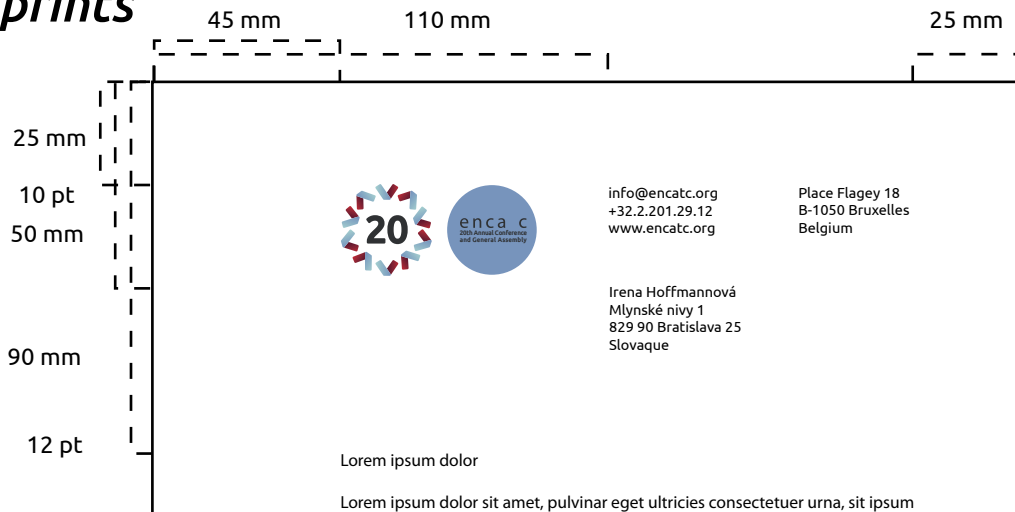 prints
45 mm
110 mm
25 mm
25 mm
10 pt
50 mm
90 mm
12 pt
20
enca c
20th Annual Conference
and General Assembly
info@encatc.org
+32.2.201.29.12
www.encatc.org
Place Flagey 18
B-1050 Bruxelles
Belgium
Irena Hoffmannová
Mlynské nivy 1
829 90 Bratislava 25
Slovaque
Lorem ipsum dolor
Lorem ipsum dolor sit amet, pulvinar eget ultricies consectetuer urna, sit ipsum